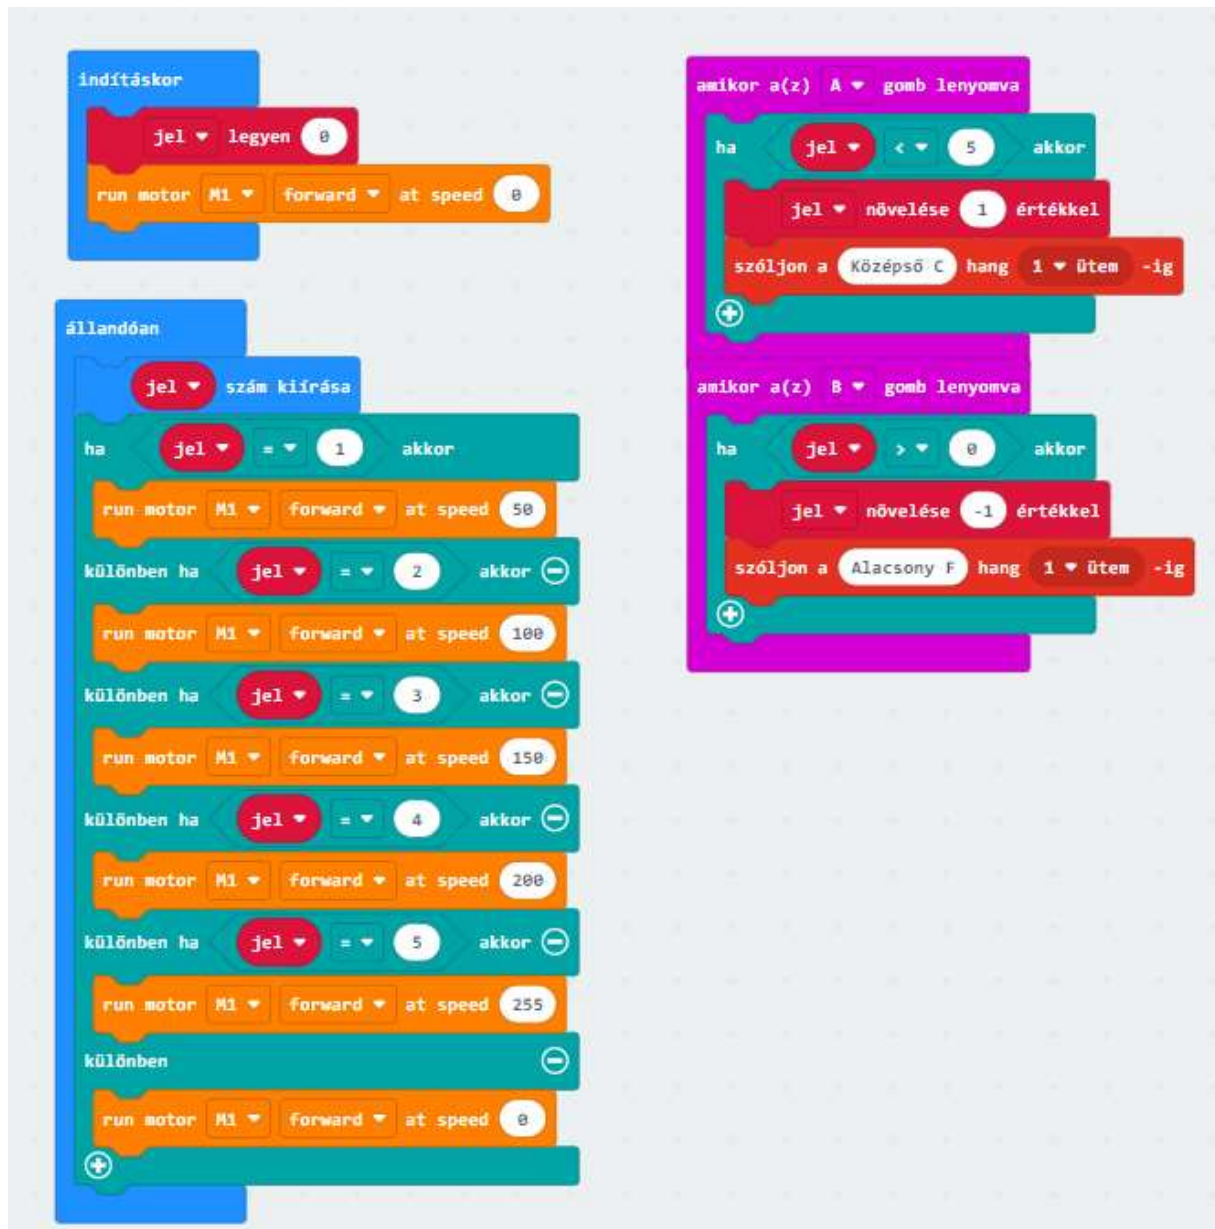 indításkor
jel legyen 0
run motor M1 forward at speed 0
állandóan
jel szám kiírása
ha jel = 1 akkor
run motor M1 forward at speed 50
különben ha jel = 2 akkor
run motor M1 forward at speed 100
különben ha jel = 3 akkor
run motor M1 forward at speed 150
különben ha jel = 4 akkor
run motor M1 forward at speed 200
különben ha jel = 5 akkor
run motor M1 forward at speed 255
különben
run motor M1 forward at speed 0
amikor a(z) A gomb lenyomva
ha jel < 5 akkor
jel növelése 1 értékkel
szóljon a Középső C hang 1 ütem -ig
amikor a(z) B gomb lenyomva
ha jel > 0 akkor
jel növelése -1 értékkel
szóljon a Alacsony F hang 1 ütem -ig